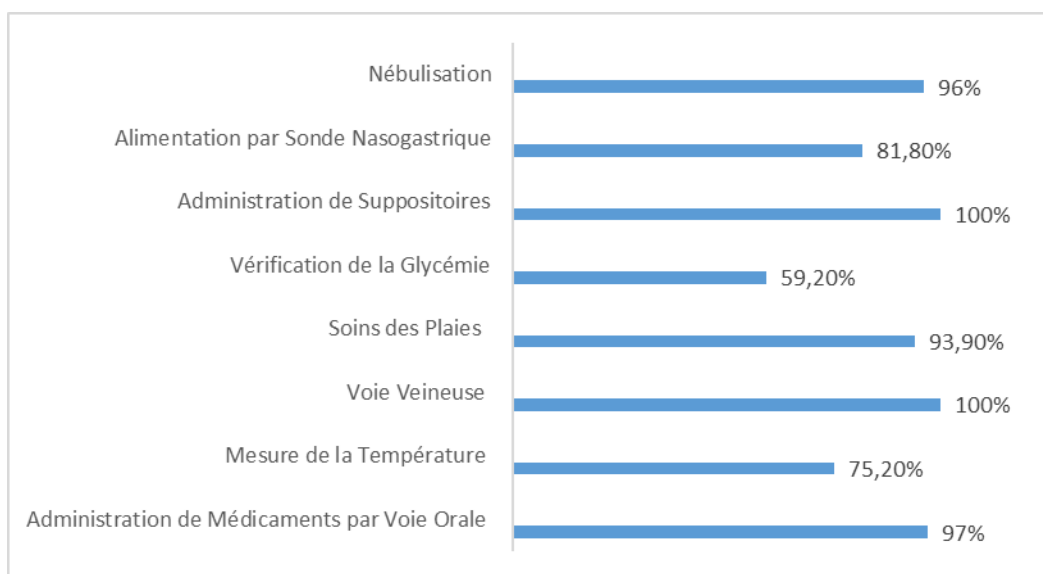 Nébulisation
96%
Alimentation par Sonde Nasogastrique
81,80%
Administration de Suppositoires
100%
Vérification de la Glycémie
59,20%
Soins des Plaies
93,90%
Voie Veineuse
100%
Mesure de la Température
75,20%
Administration de Médicaments par Voie Orale
97%